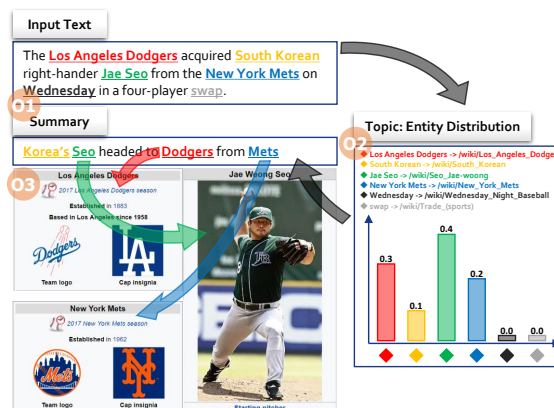 Input Text
The Los Angeles Dodgers acquired South Korean
right-hander Jae Seo from the New York Mets on
Wednesday in a four-player swap.
01
Summary
Korea's Seo headed to Dodgers from Mets
02
Topic: Entity Distribution
Los Angeles Dodgers -> /wiki/Los_Angeles_Dodge
South Korean -> /wiki/South_Korean
Jae Seo -> /wiki/Seo_Jae-woong
New York Mets -> /wiki/New_York_Mets
Wednesday -> /wiki/Wednesday_Night_Baseball
swap -> /wiki/Trade_(sports)
0.3
0.1
0.4
0.2
0.0
0.0
03
Los Angeles Dodgers
2017 Los Angeles Dodgers season
Established in 1883
Based in Los Angeles since 1958
Dodgers
LA
Team logo
Cap insignia
New York Mets
2017 New York Mets season
Established in 1962
Mets
NY
Team logo
Cap insignia
Jae Woong Seo
Starting pitcher